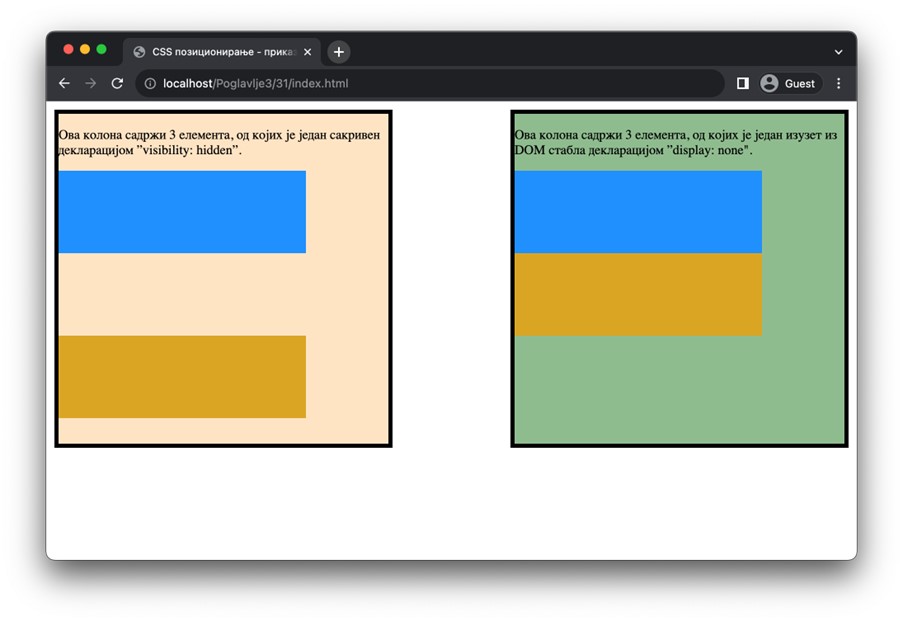 CSS позиционирање - прика
localhost/Poglavlje3/31/index.html
Guest
Ова колона садржи 3 елемента, од којих је један сакривен
декларацијом ”visibility: hidden”.
Ова колона садржи 3 елемента, од којих је један изузет из
DOM стабла декларацијом ”display: none".